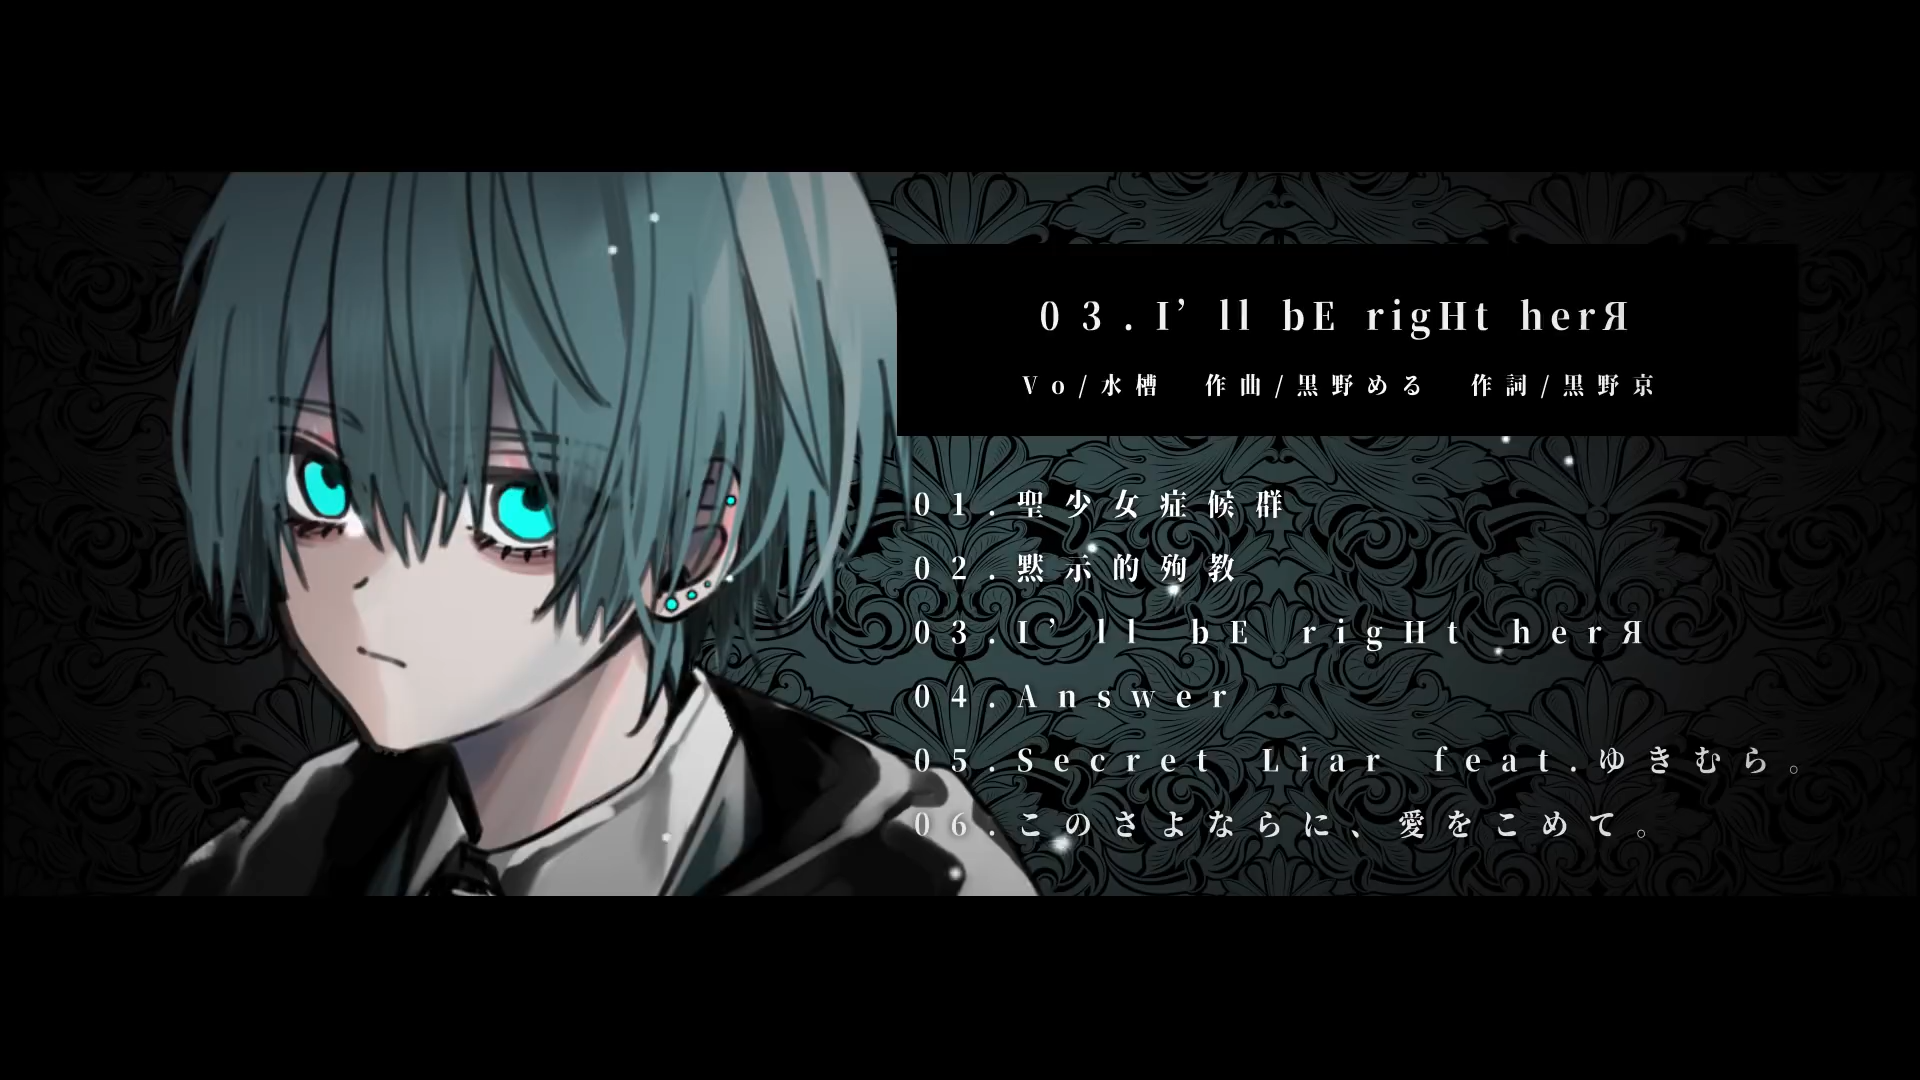 03.I’ll bE rigHt herЯ
Vo/水槽　作曲/黒野める　作詞/黒野京
01.聖少女症候群
02.黙示的殉教
03.I’ll bE rigHt herЯ
04.Answer
05.Secret Liar feat.ゆきむら。
06.このさよならに、愛をこめて。